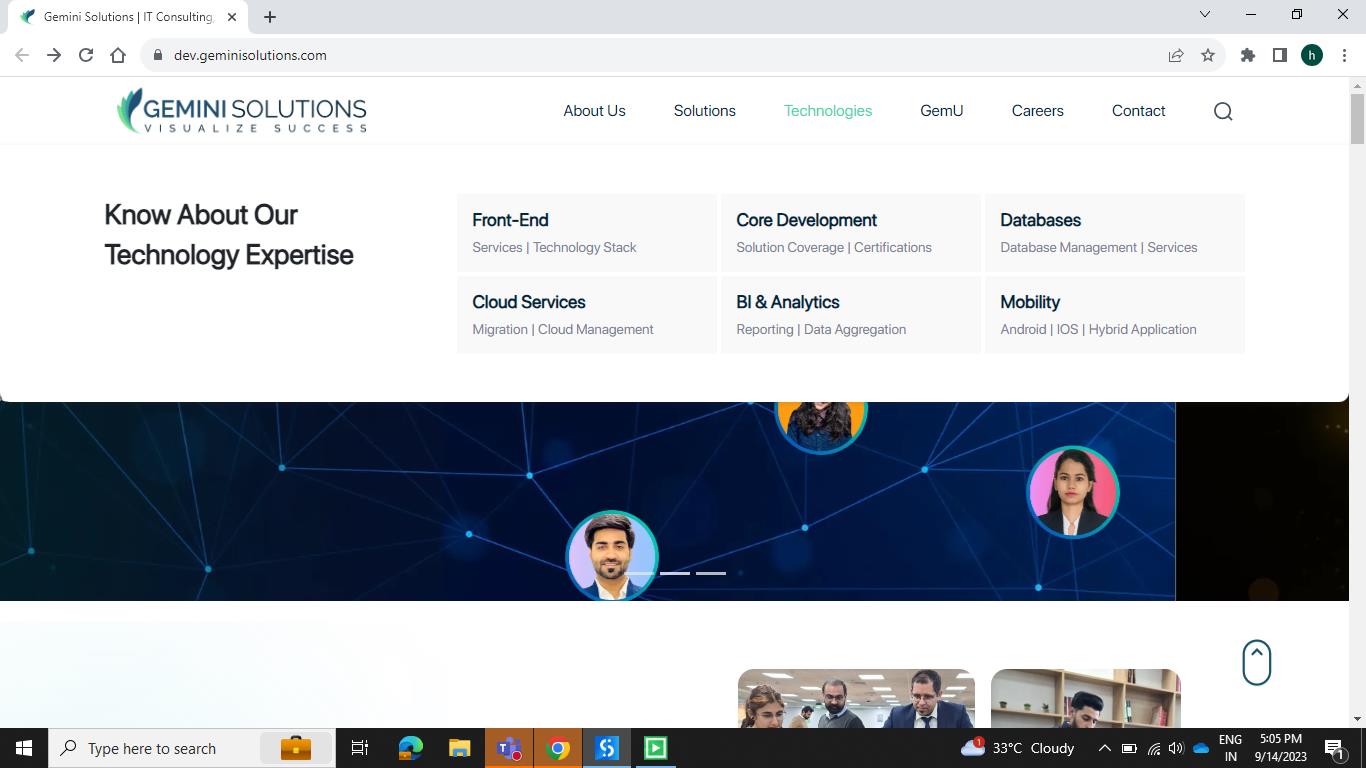 Gemini Solutions | IT Consulting,
dev.geminisolutions.com
h
GEMINI SOLUTIONS
VISUALIZE SUCCESS
About Us
Solutions
Technologies
GemU
Careers
Contact
Know About Our
Technology Expertise
Front-End
Services | Technology Stack
Core Development
Solution Coverage | Certifications
Databases
Database Management | Services
Cloud Services
Migration | Cloud Management
BI & Analytics
Reporting | Data Aggregation
Mobility
Android | IOS | Hybrid Application
Type here to search
1
33°C Cloudy
ENG
IN
5:05 PM
9/14/2023
1